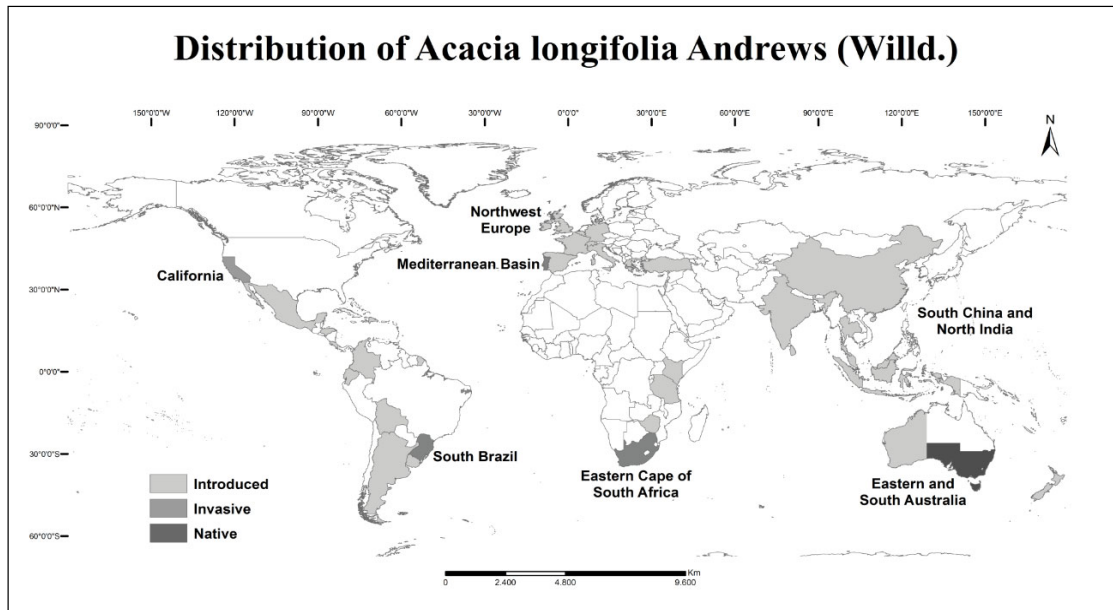 Distribution of Acacia longifolia Andrews (Willd.)
150°0'0"W 120°0'0"W 90°0'0"W 60°0'0"W 30°0'0"W 0°0'0" 30°0'0"E 60°0'0"E 90°0'0"E 120°0'0"E 150°0'0"E
90°0'0"N
N
60°0'0"N
Northwest
Europe
Mediterranean Basin
California
30°0'0"N
South China and
North India
0°0'0"
30°0'0"S
South Brazil
Eastern Cape of
South Africa
Eastern and
South Australia
Introduced
Invasive
Native
60°0'0"S
Km
0 2.400 4.800 9.600